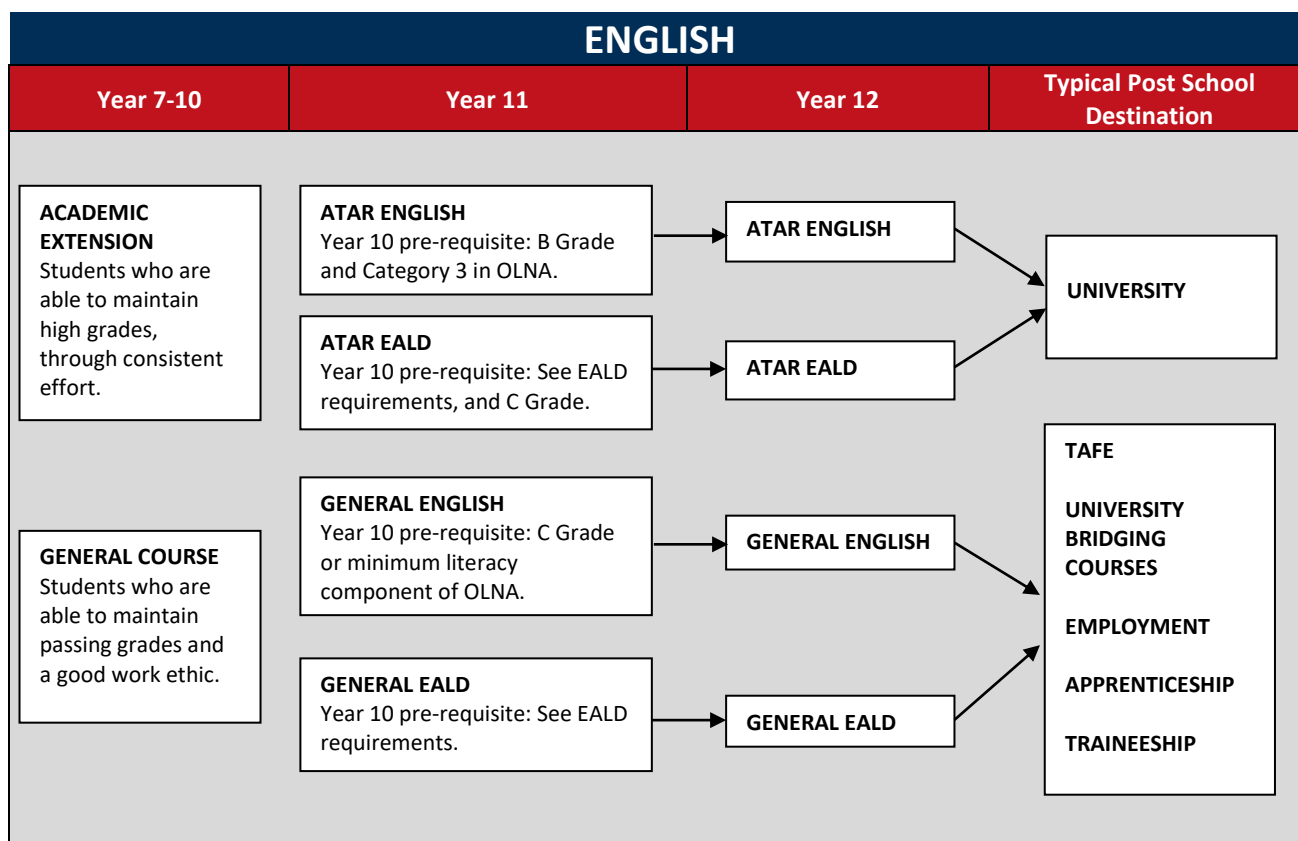 ENGLISH
Year 7-10
Year 11
Year 12
Typical Post School
Destination
ACADEMIC
EXTENSION
Students who are
able to maintain
high grades,
through consistent
effort.
ATAR ENGLISH
Year 10 pre-requisite: B Grade
and Category 3 in OLNA.
ATAR ENGLISH
UNIVERSITY
ATAR EALD
Year 10 pre-requisite: See EALD
requirements, and C Grade.
ATAR EALD
GENERAL COURSE
Students who are
able to maintain
passing grades and
a good work ethic.
GENERAL ENGLISH
Year 10 pre-requisite: C Grade
or minimum literacy
component of OLNA.
GENERAL ENGLISH
GENERAL EALD
Year 10 pre-requisite: See EALD
requirements.
GENERAL EALD
TAFE
UNIVERSITY
BRIDGING
COURSES
EMPLOYMENT
APPRENTICESHIP
TRAINEESHIP